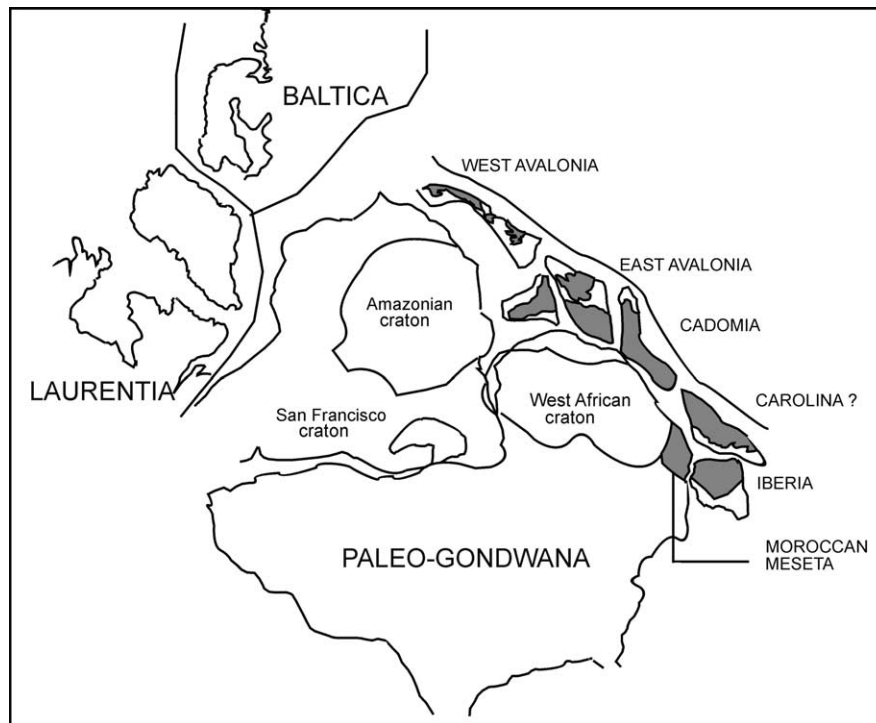 BALTICA
WEST AVALONIA
EAST AVALONIA
Amazonian
craton
CADOMIA
LAURENTIA
San Francisco
craton
West African
craton
CAROLINA ?
IBERIA
PALEO-GONDWANA
MOROCCAN
MESETA